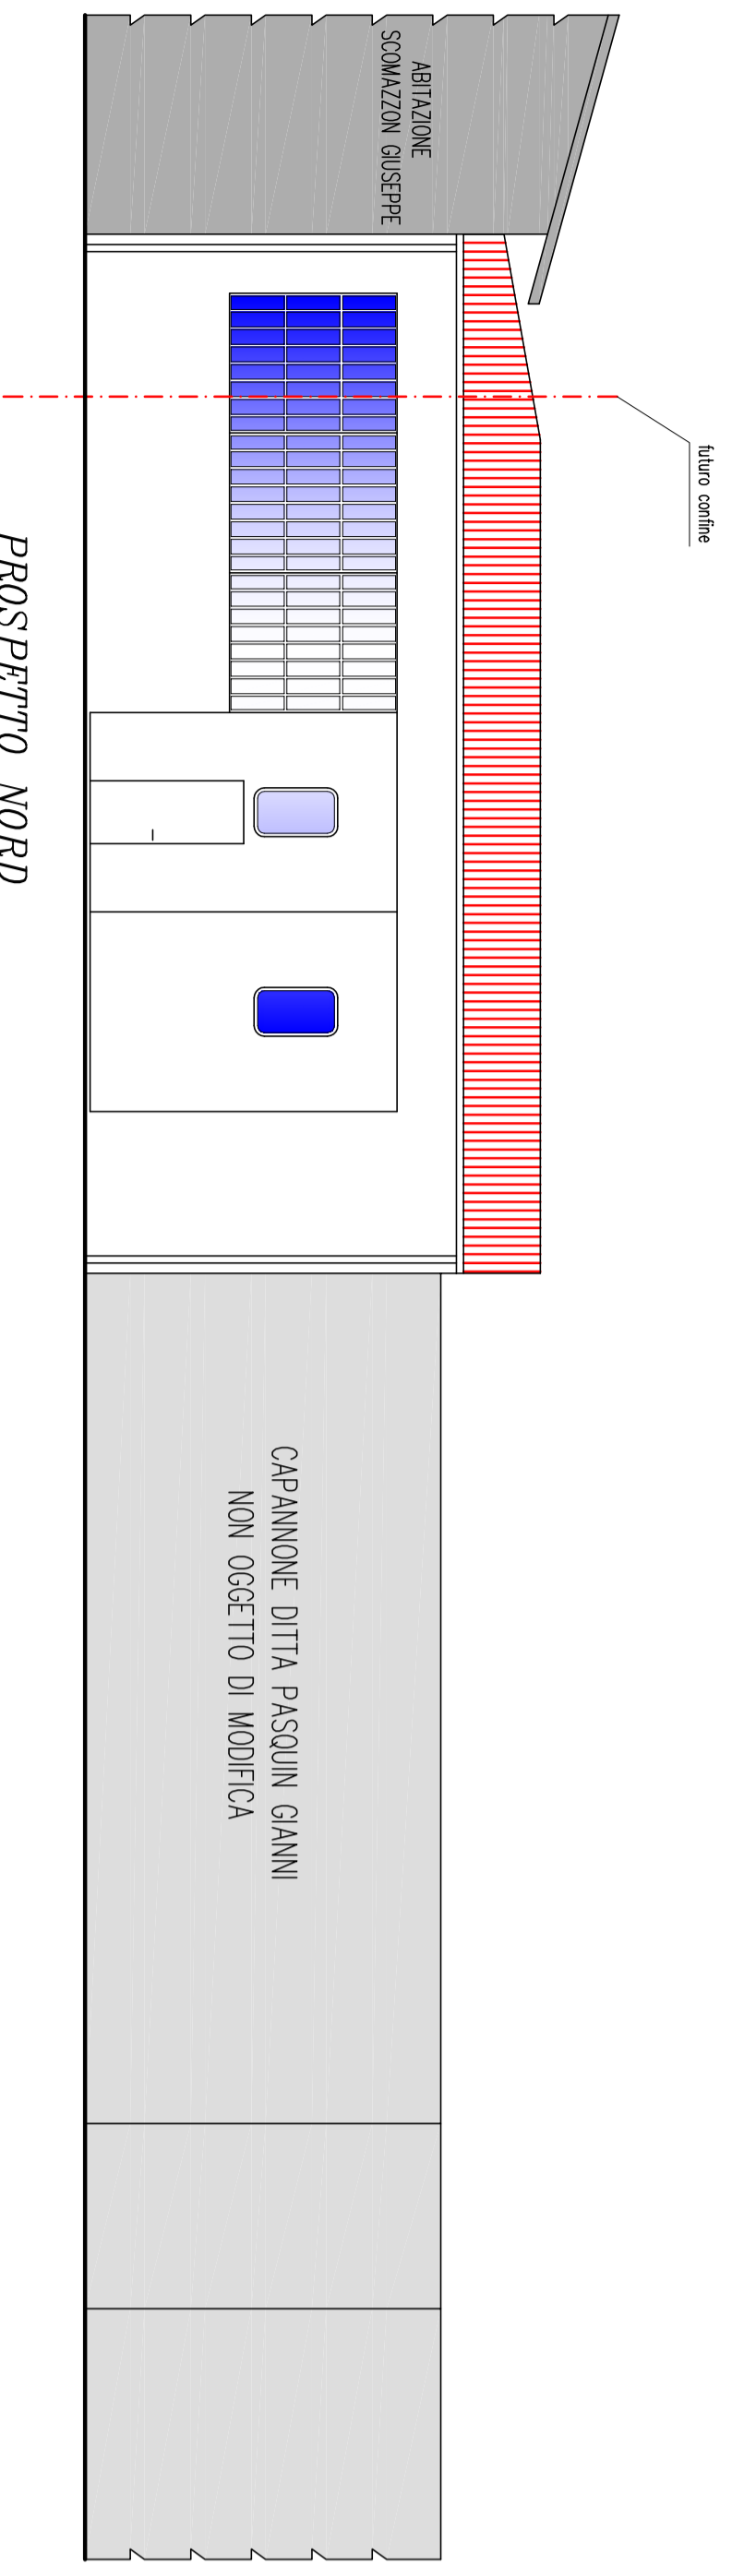 futuro confine
ABITAZIONE
SCOMAZZON GIUSEPPE
CAPANNONE DITTA PASQUIN GIANNI
NON OGGETTO DI MODIFICA
PROSPETTO NORD